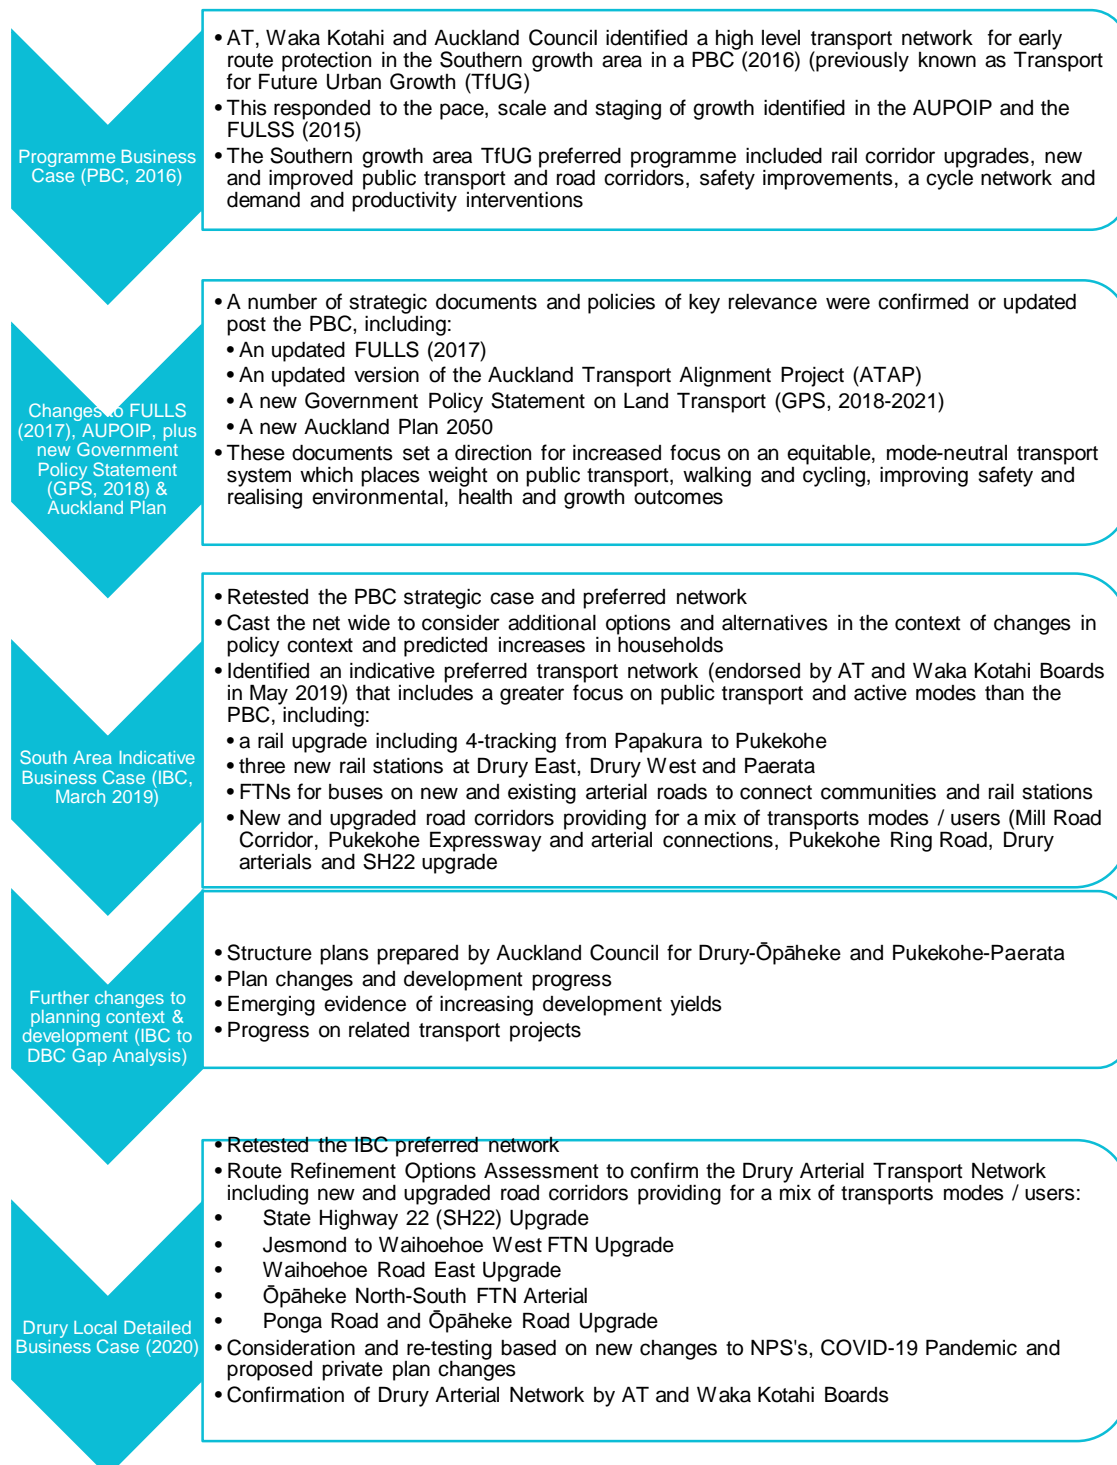 Programme Business
Case (PBC, 2016)
• AT, Waka Kotahi and Auckland Council identified a high level transport network for early
route protection in the Southern growth area in a PBC (2016) (previously known as Transport
for Future Urban Growth (TfUG)
• This responded to the pace, scale and staging of growth identified in the AUPOIP and the
FULSS (2015)
• The Southern growth area TfUG preferred programme included rail corridor upgrades, new
and improved public transport and road corridors, safety improvements, a cycle network and
demand and productivity interventions
Changes to FULLS
(2017), AUPOIP, plus
new Government
Policy Statement
(GPS, 2018) &
Auckland Plan
• A number of strategic documents and policies of key relevance were confirmed or updated
post the PBC, including:
• An updated FULLS (2017)
• An updated version of the Auckland Transport Alignment Project (ATAP)
• A new Government Policy Statement on Land Transport (GPS, 2018-2021)
• A new Auckland Plan 2050
• These documents set a direction for increased focus on an equitable, mode-neutral transport
system which places weight on public transport, walking and cycling, improving safety and
realising environmental, health and growth outcomes
South Area Indicative
Business Case (IBC,
March 2019)
• Retested the PBC strategic case and preferred network
• Cast the net wide to consider additional options and alternatives in the context of changes in
policy context and predicted increases in households
• Identified an indicative preferred transport network (endorsed by AT and Waka Kotahi Boards
in May 2019) that includes a greater focus on public transport and active modes than the
PBC, including:
• a rail upgrade including 4-tracking from Papakura to Pukekohe
• three new rail stations at Drury East, Drury West and Paerata
• FTNs for buses on new and existing arterial roads to connect communities and rail stations
• New and upgraded road corridors providing for a mix of transports modes / users (Mill Road
Corridor, Pukekohe Expressway and arterial connections, Pukekohe Ring Road, Drury
arterials and SH22 upgrade
Further changes to
planning context &
development (IBC to
DBC Gap Analysis)
• Structure plans prepared by Auckland Council for Drury-Ōpāheke and Pukekohe-Paerata
• Plan changes and development progress
• Emerging evidence of increasing development yields
• Progress on related transport projects
Drury Local Detailed
Business Case (2020)
• Retested the IBC preferred network
• Route Refinement Options Assessment to confirm the Drury Arterial Transport Network
including new and upgraded road corridors providing for a mix of transports modes / users:
• State Highway 22 (SH22) Upgrade
• Jesmond to Waihoehoe West FTN Upgrade
• Waihoehoe Road East Upgrade
• Ōpāheke North-South FTN Arterial
• Ponga Road and Ōpāheke Road Upgrade
• Consideration and re-testing based on new changes to NPS's, COVID-19 Pandemic and
proposed private plan changes
• Confirmation of Drury Arterial Network by AT and Waka Kotahi Boards